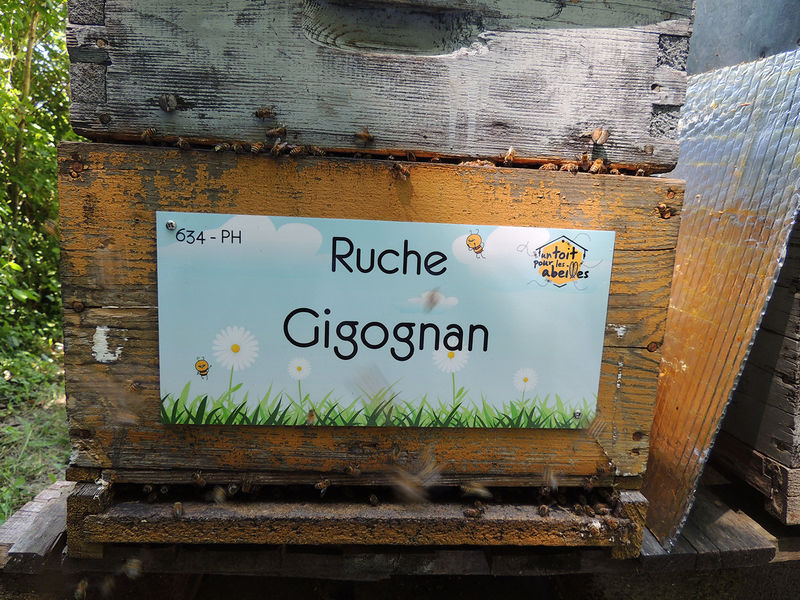 634 - PH
Ruche
Gigognan
un toit
pour les
abeilles